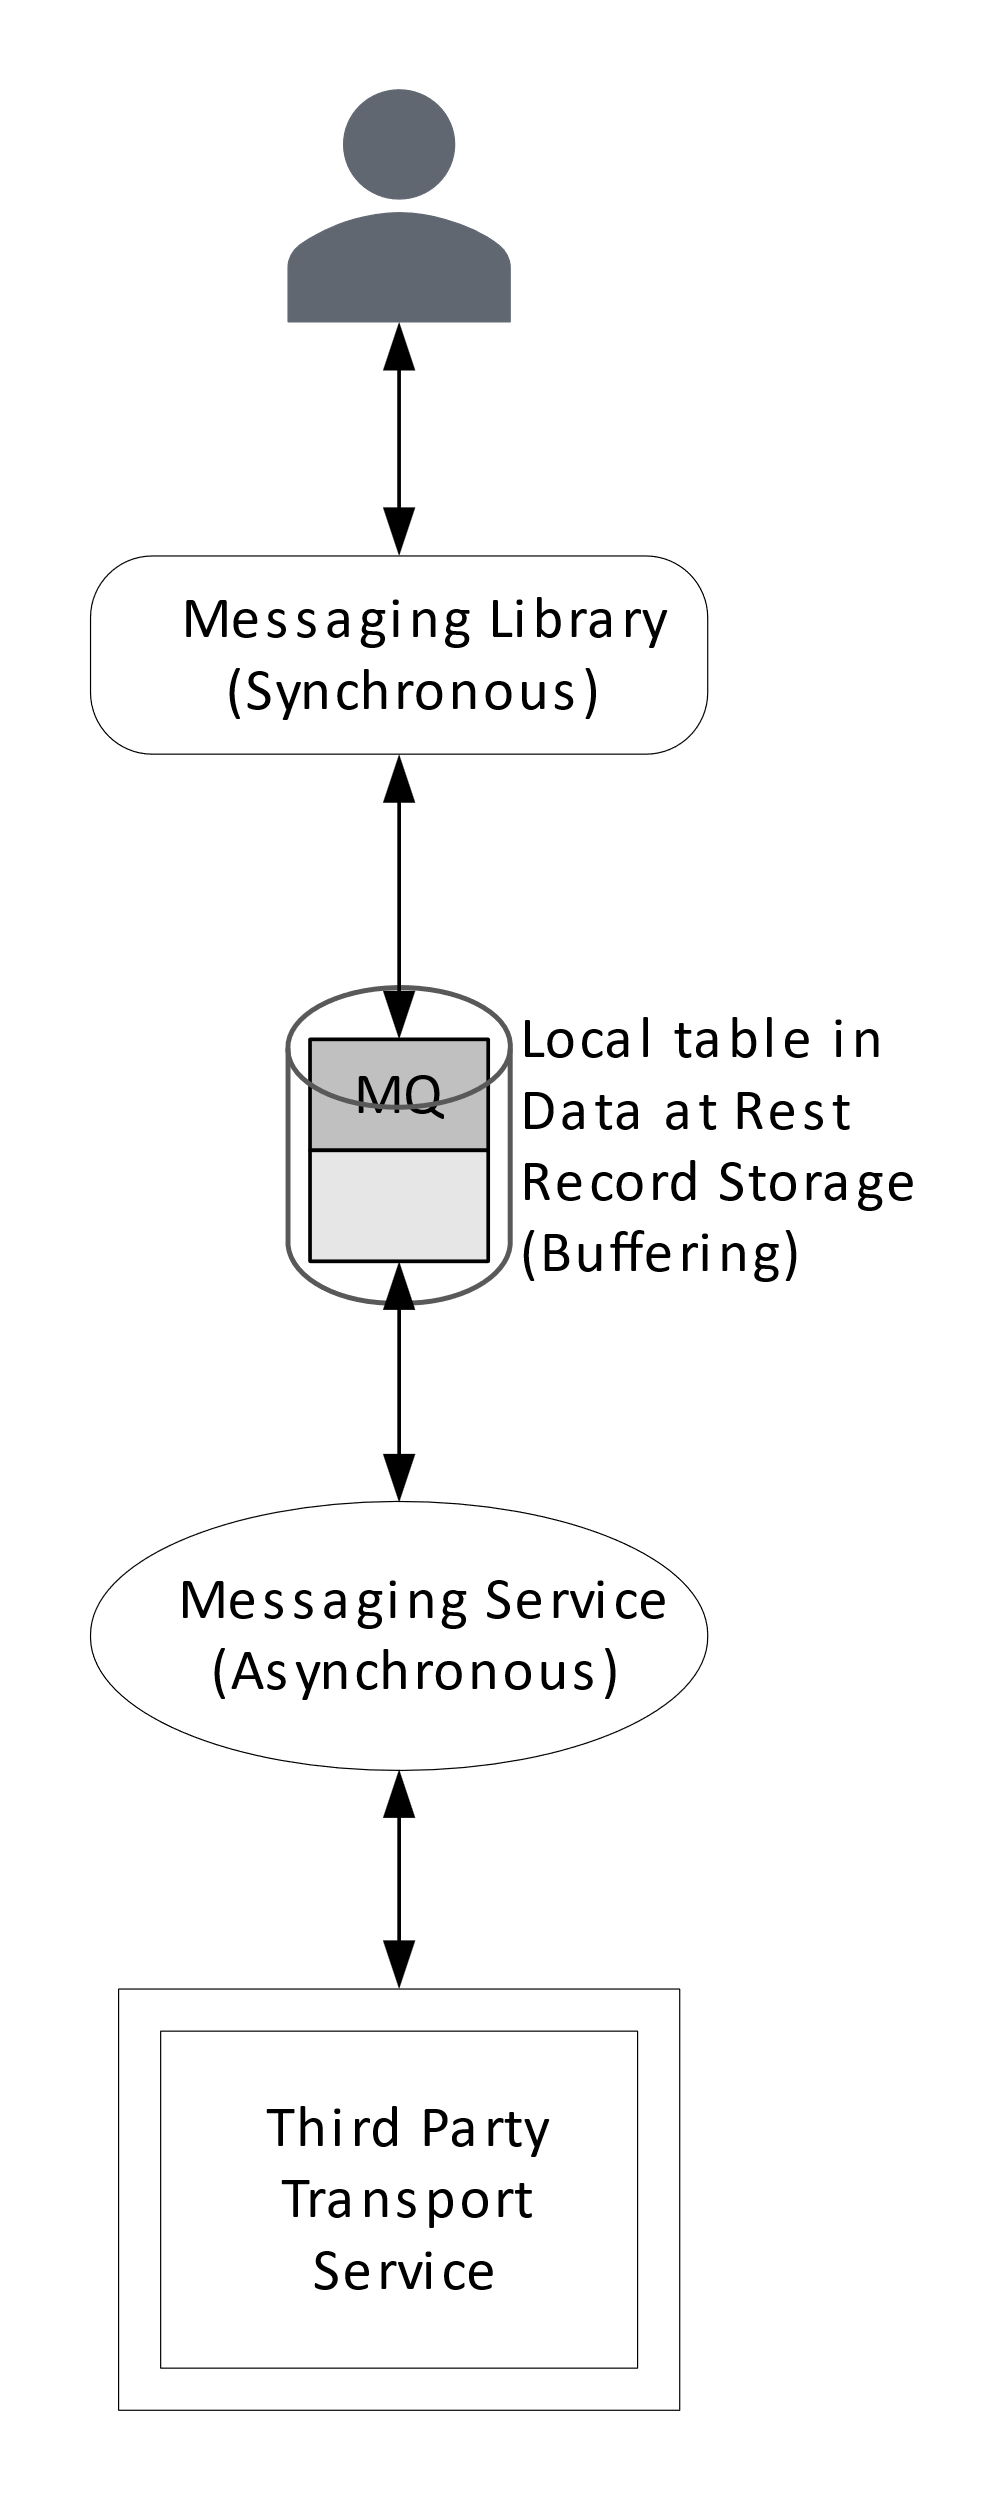 Messaging Library
(Synchronous)
MQ
Local table in
Data at Rest
Record Storage
(Buffering)
Messaging Service
(Asynchronous)
Third Party
Transport
Service